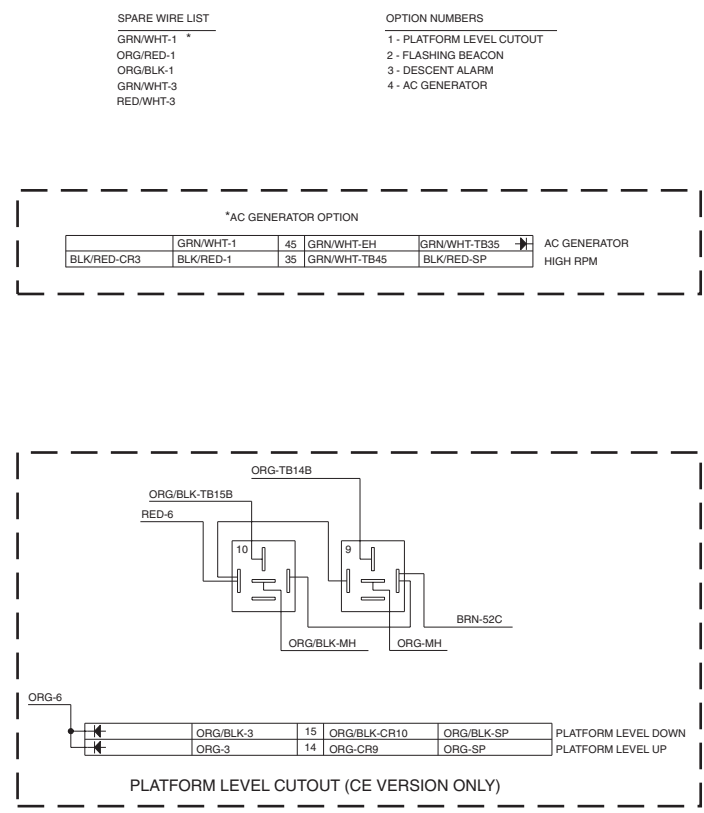 SPARE WIRE LIST
GRN/WHT-1 *
ORG/RED-1
ORG/BLK-1
GRN/WHT-3
RED/WHT-3
OPTION NUMBERS
1 - PLATFORM LEVEL CUTOUT
2 - FLASHING BEACON
3 - DESCENT ALARM
4 - AC GENERATOR
*AC GENERATOR OPTION
GRN/WHT-1 45 GRN/WHT-EH GRN/WHT-TB35 AC GENERATOR
BLK/RED-CR3 BLK/RED-1 35 GRN/WHT-TB45 BLK/RED-SP HIGH RPM
ORG-TB14B
ORG/BLK-TB15B
RED-6
10 9
BRN-52C
ORG/BLK-MH ORG-MH
ORG-6
ORG/BLK-3 15 ORG/BLK-CR10 ORG/BLK-SP PLATFORM LEVEL DOWN
ORG-3 14 ORG-CR9 ORG-SP PLATFORM LEVEL UP
PLATFORM LEVEL CUTOUT (CE VERSION ONLY)